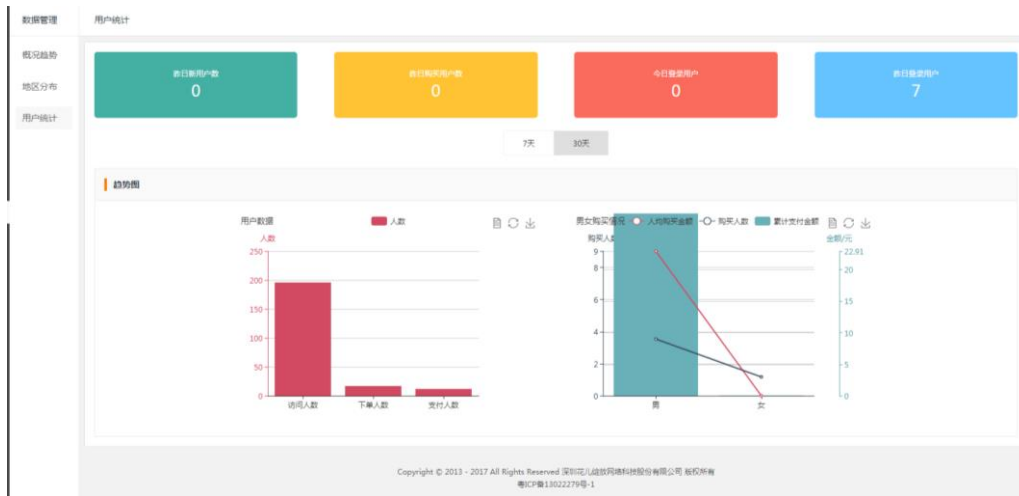 数据管理
用户统计
概况趋势
地区分布
用户统计
昨日新用户数
0
昨日购买用户数
0
今日登录用户
0
昨日登录用户
7
7天
30天
趋势图
用户数据
人数
人数
250
200
150
100
50
0
访问人数
下单人数
支付人数
男女购买情况
人均购买金额
购买人数
累计支付金额
购买人数
金额/元
9
8
6
4
2
0
22.91
20
15
10
5
0
男
女
Copyright © 2013 - 2017 All Rights Reserved 深圳花儿绽放网络科技股份有限公司 版权所有
粤ICP备13022279号-1